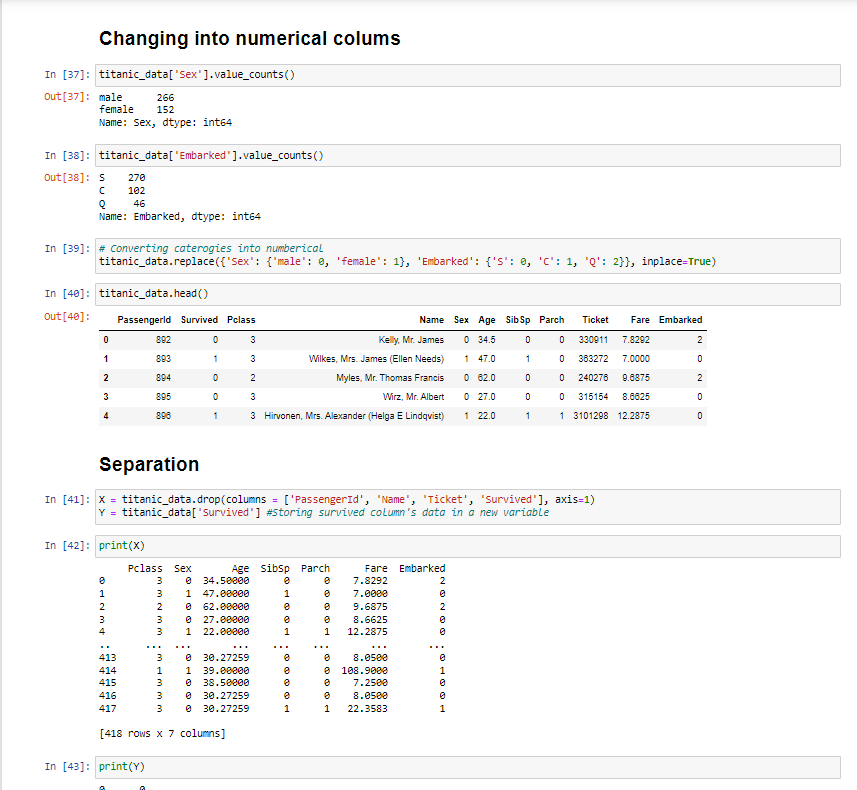 Changing into numerical colums
In [37]: titanic_data['Sex'].value_counts()
Out[37]: male 266
female 152
Name: Sex, dtype: int64
In [38]: titanic_data['Embarked'].value_counts()
Out[38]: S 270
C 102
Q 46
Name: Embarked, dtype: int64
In [39]: # Converting caterogies into numberical
titanic_data.replace({'Sex': {'male': 0, 'female': 1}, 'Embarked': {'S': 0, 'C': 1, 'Q': 2}}, inplace=True)
In [40]: titanic_data.head()
Out[40]: PassengerId Survived Pclass Name Sex Age SibSp Parch Ticket Fare Embarked
0 892 0 3 Kelly, Mr. James 0 34.5 0 0 330911 7.8292 2
1 893 1 3 Wilkes, Mrs. James (Ellen Needs) 1 47.0 1 0 363272 7.0000 0
2 894 0 2 Myles, Mr. Thomas Francis 0 62.0 0 0 240276 9.6875 2
3 895 0 3 Wirz, Mr. Albert 0 27.0 0 0 315154 8.6625 0
4 896 1 3 Hirvonen, Mrs. Alexander (Helga E Lindqvist) 1 22.0 1 1 3101298 12.2875 0
Separation
In [41]: X = titanic_data.drop(columns = ['PassengerId', 'Name', 'Ticket', 'Survived'], axis=1)
Y = titanic_data['Survived'] #Storing survived column's data in a new variable
In [42]: print(X)
Pclass Sex Age SibSp Parch Fare Embarked
0 3 0 34.50000 0 0 7.8292 2
1 3 1 47.00000 1 0 7.0000 0
2 2 0 62.00000 0 0 9.6875 2
3 3 0 27.00000 0 0 8.6625 0
4 3 1 22.00000 1 1 12.2875 0
.. ... ... ... ... ... ... ...
413 3 0 30.27259 0 0 8.0500 0
414 1 1 39.00000 0 0 108.9000 1
415 3 0 38.50000 0 0 7.2500 0
416 3 0 30.27259 0 0 8.0500 0
417 3 0 30.27259 1 1 22.3583 1
[418 rows x 7 columns]
In [43]: print(Y)